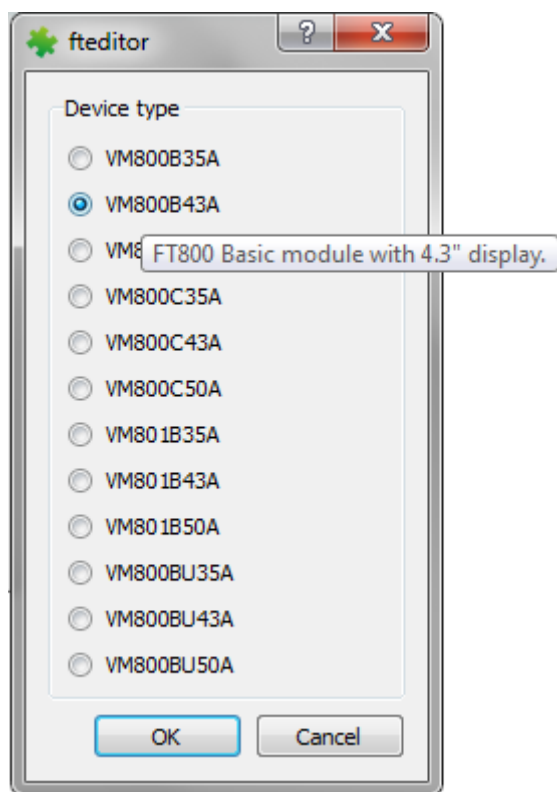 fteditor
Device type
VM800B35A
VM800B43A
VM8
FT800 Basic module with 4.3" display.
VM800C35A
VM800C43A
VM800C50A
VM801B35A
VM801B43A
VM801B50A
VM800BU35A
VM800BU43A
VM800BU50A
OK Cancel